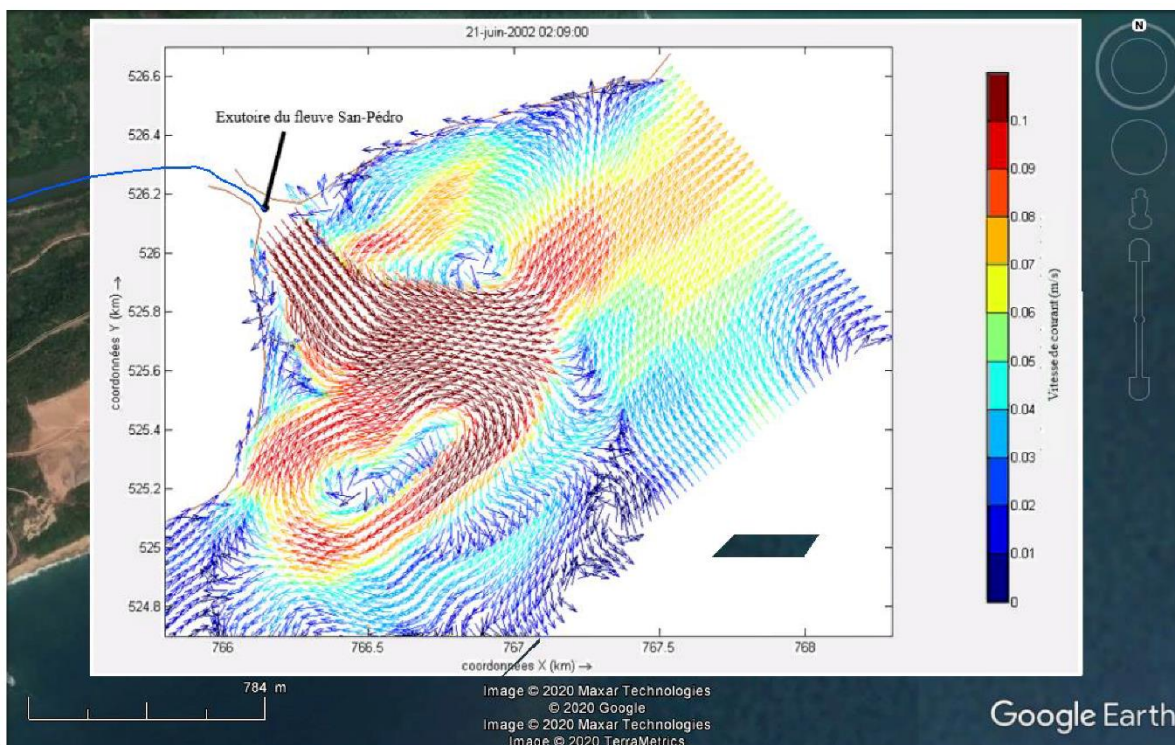 21-juin-2002 02:09:00
N
526.6
526.4
526.2
526
525.8
525.6
525.4
525.2
525
524.8
coordonnées Y (km) →
Exutoire du fleuve San-Pédro
0.1
0.09
0.08
0.07
0.06
0.05
0.04
0.03
0.02
0.01
0
Vitesse de courant (m/s)
766
766.5
767
767.5
768
coordonnées X (km) →
784 m
Image © 2020 Maxar Technologies
© 2020 Google
Image © 2020 Maxar Technologies
Image © 2020 TerraMetrics
Google Earth